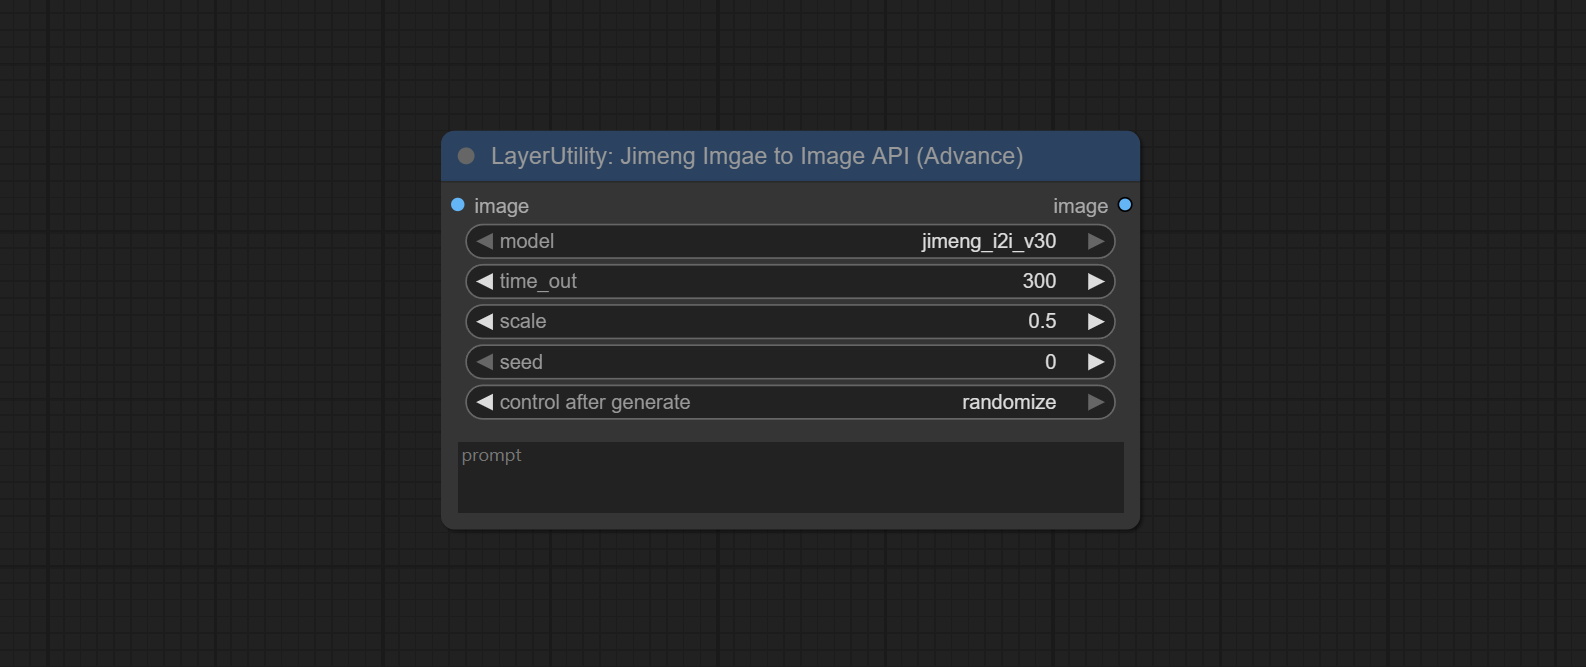 LayerUtility: Jimeng Imgae to Image API (Advance)
image image
model jimeng_i2i_v30
time_out 300
scale 0.5
seed 0
control after generate randomize
prompt